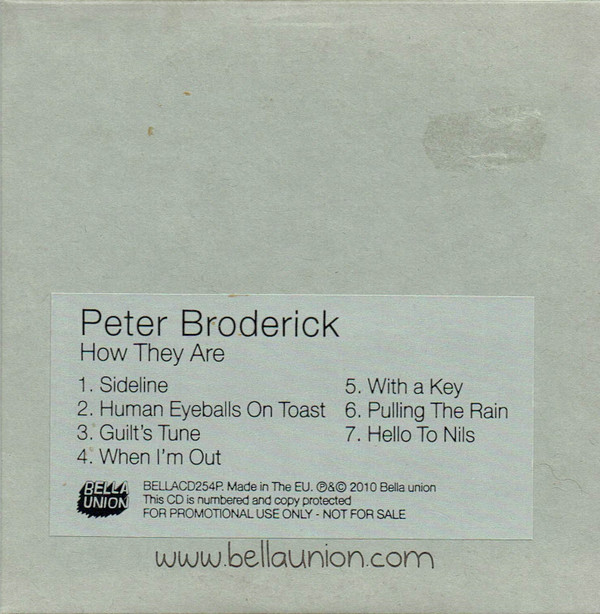 Peter Broderick
How They Are
1. Sideline
2. Human Eyeballs On Toast
3. Guilt's Tune
4. When I'm Out
5. With a Key
6. Pulling The Rain
7. Hello To Nils
BELLA
UNION
BELLACD254P. Made in The EU. ℗&© 2010 Bella union
This CD is numbered and copy protected
FOR PROMOTIONAL USE ONLY - NOT FOR SALE
www.bellaunion.com